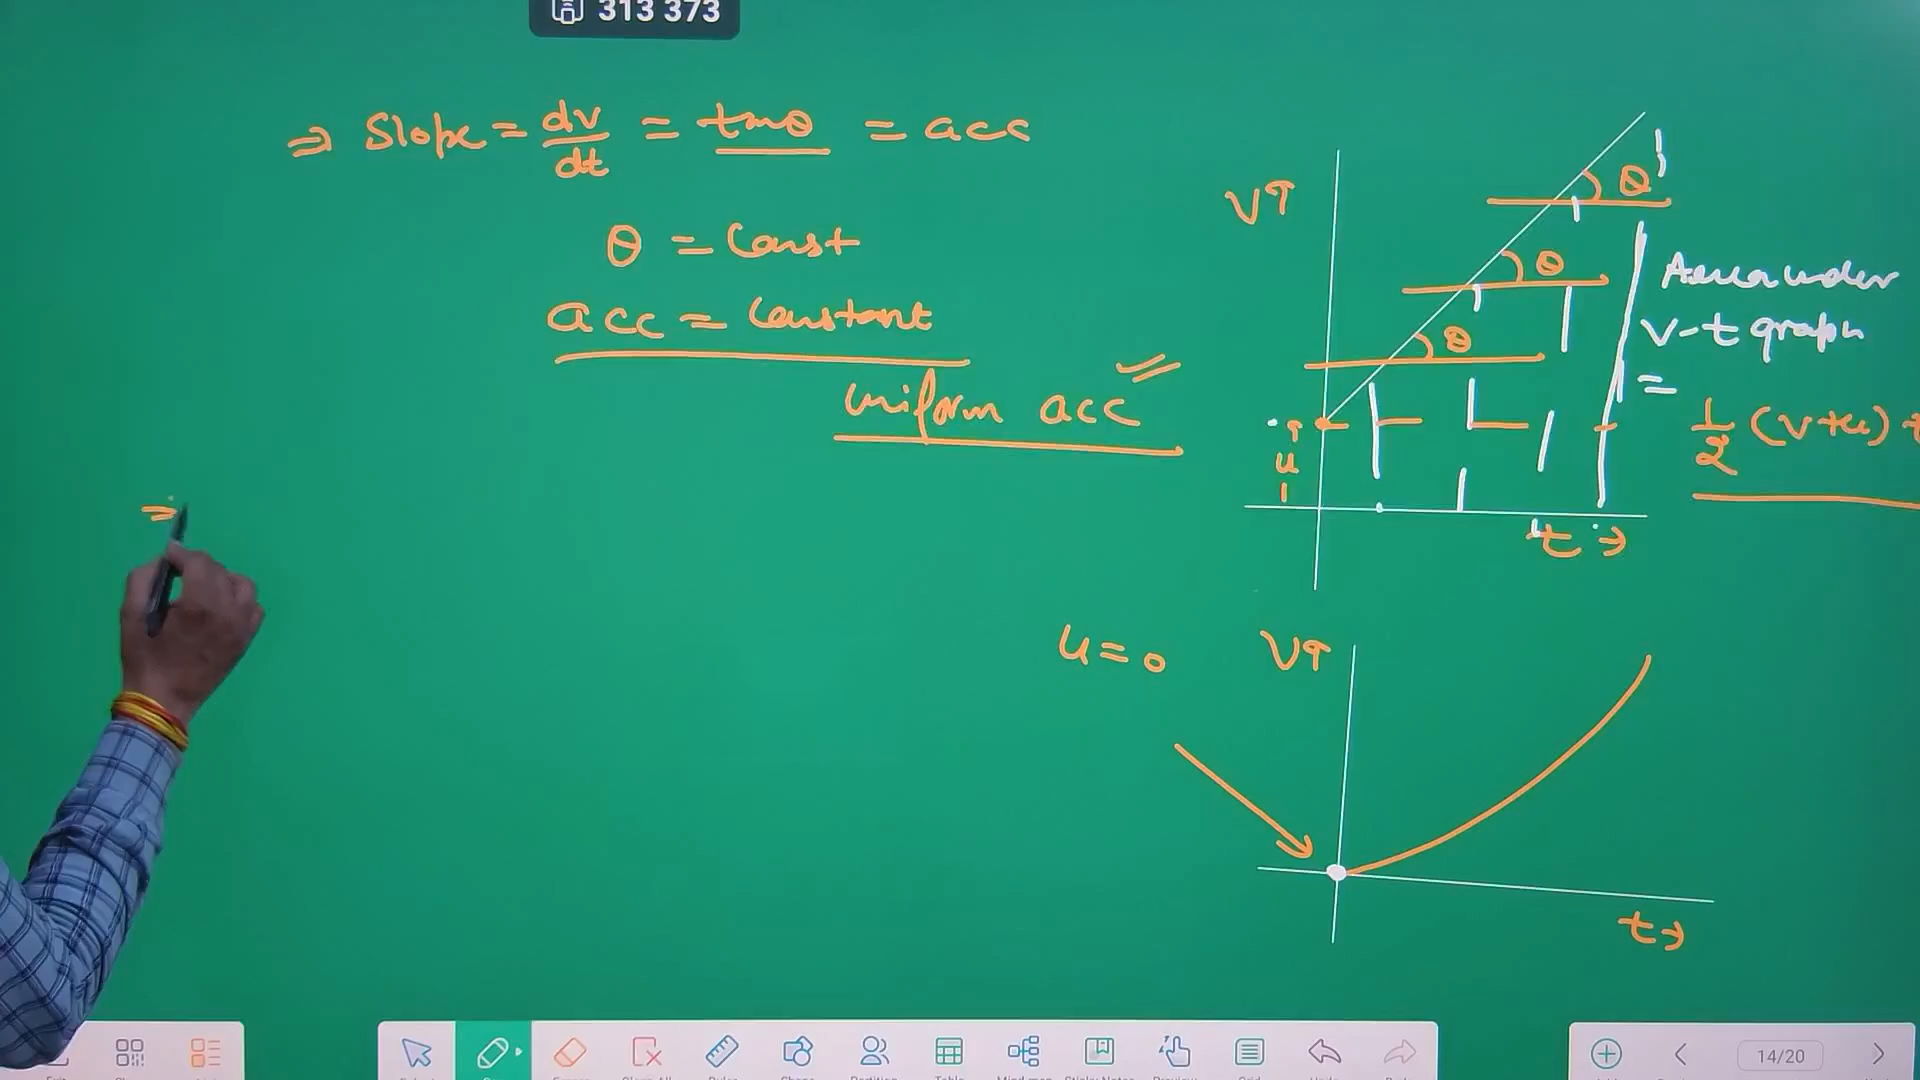 313 373
⇒ Slope = dv/dt = tanθ = acc
θ = Const
acc = Constant
uniform acc
⇒
V↑
θ
θ
θ
u
t →
Area under
v-t graph
=
1/2 (v+u) t
u = 0
V↑
t →
14/20